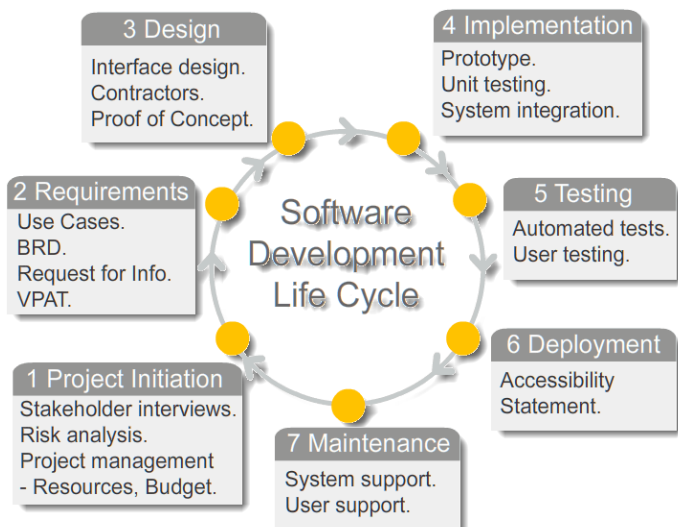 3 Design
Interface design.
Contractors.
Proof of Concept.
4 Implementation
Prototype.
Unit testing.
System integration.
2 Requirements
Use Cases.
BRD.
Request for Info.
VPAT.
Software
Development
Life Cycle
5 Testing
Automated tests.
User testing.
6 Deployment
Accessibility
Statement.
1 Project Initiation
Stakeholder interviews.
Risk analysis.
Project management
- Resources, Budget.
7 Maintenance
System support.
User support.